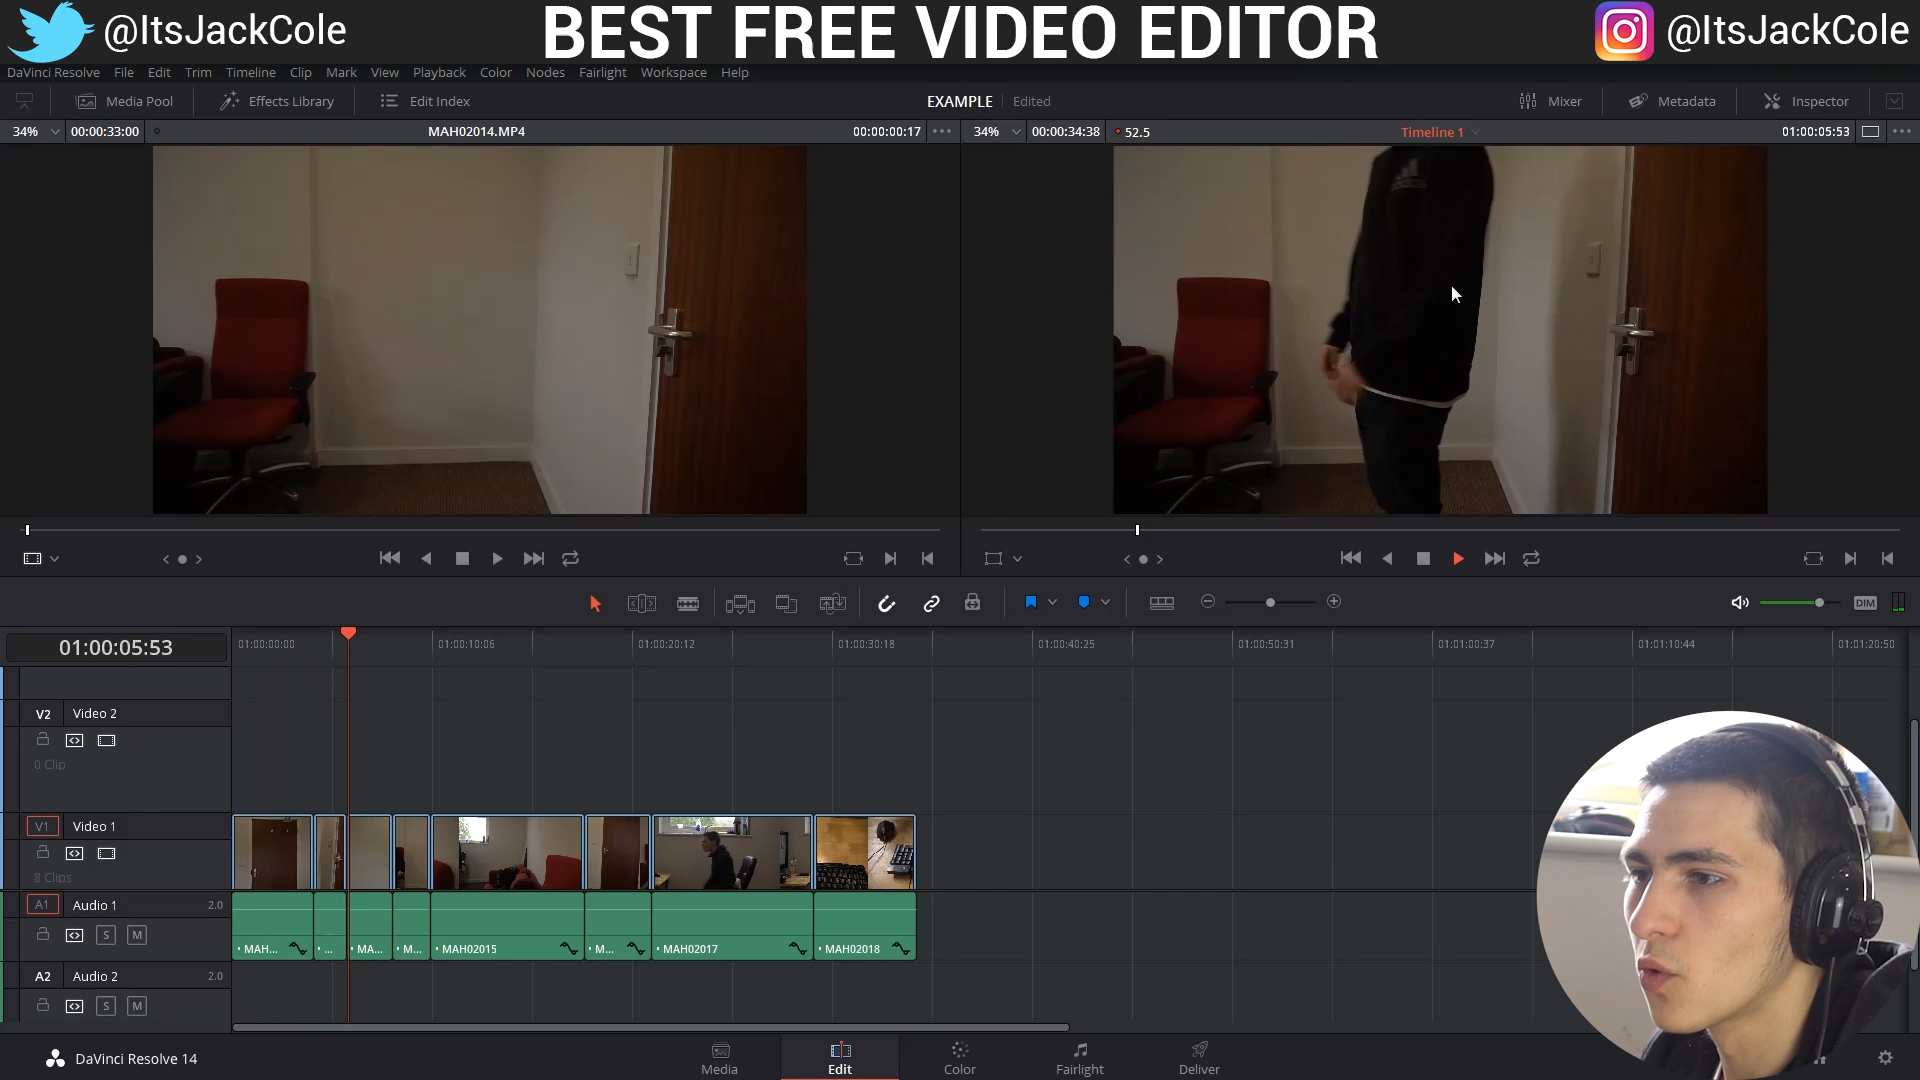 @ItsJackCole
BEST FREE VIDEO EDITOR
@ItsJackCole
DaVinci Resolve File Edit Trim Timeline Clip Mark View Playback Color Nodes Fairlight Workspace Help
Media Pool Effects Library Edit Index EXAMPLE Edited Mixer Metadata Inspector
34% 00:00:33:00 MAH02014.MP4 00:00:00:17 34% 00:00:34:38 52.5 Timeline 1 01:00:05:53
DIM
01:00:05:53 01:00:00:00 01:00:10:06 01:00:20:12 01:00:30:18 01:00:40:25 01:00:50:31 01:01:00:37 01:01:10:44 01:01:20:50
V2 Video 2
0 Clip
V1 Video 1
8 Clips
A1 Audio 1 2.0
S M
MAH... ... MA... M... MAH02015 M... MAH02017 MAH02018
A2 Audio 2 2.0
S M
DaVinci Resolve 14
Media Edit Color Fairlight Deliver